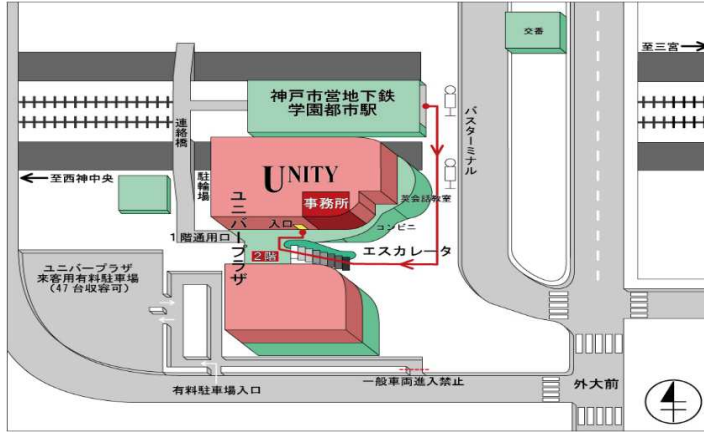 交番
至三宮
神戸市営地下鉄
学園都市駅
バスターミナル
連絡橋
駐輪場
UNITY
至西神中央
事務所
英会話教室
入口
コンビニ
1階通用口
ユニバープラザ
エスカレータ
2階
ユニバープラザ
来客用有料駐車場
(47台収容可)
有料駐車場入口
一般車両進入禁止
外大前